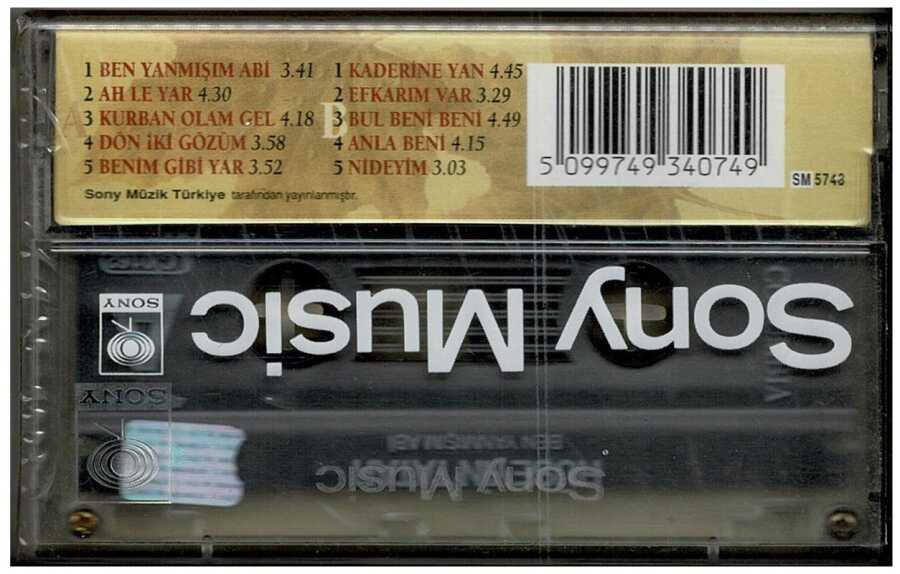 A
1 BEN YANMIŞIM ABİ 3.41
2 AH LE YAR 4.30
3 KURBAN OLAM GEL 4.18
4 DÖN İKİ GÖZÜM 3.58
5 BENİM GİBİ YAR 3.52
B
1 KADERİNE YAN 4.45
2 EFKARIM VAR 3.29
3 BUL BENİ BENİ 4.49
4 ANLA BENİ 4.15
5 NİDEYİM 3.03
Sony Müzik Türkiye tarafından yayınlanmıştır.
5 099749 340749
SM 5743
Sony Music
SONY
SONY
Sony Music
BEN YANMIŞIM ABİ